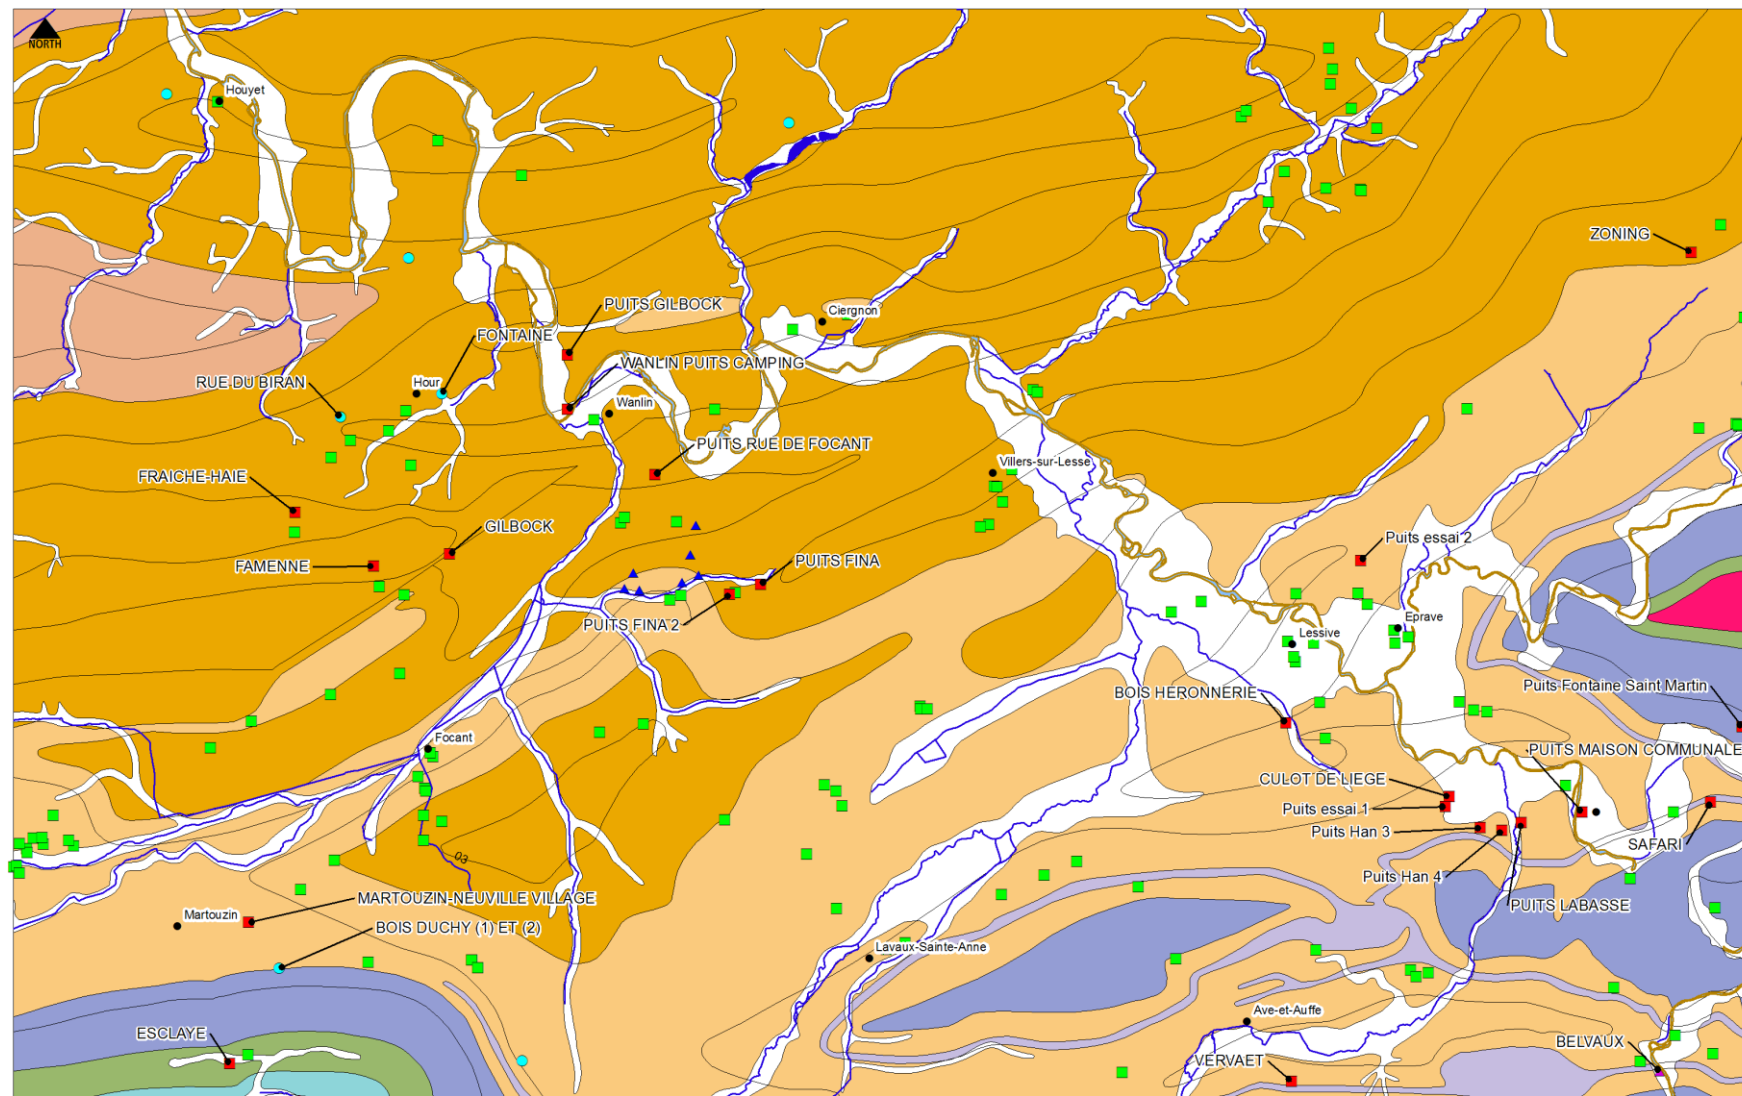 NORTH
Houyet
ZONING
PUITS GILBOCK
Ciergnon
FONTAINE
WANLIN PUITS CAMPING
RUE DU BIRAN
Hour
Wanlin
PUITS RUE DE FOCANT
Villers-sur-Lesse
FRAICHE-HAIE
GILBOCK
Puits essai 2
FAMENNE
PUITS FINA
PUITS FINA 2
Eprave
Lessive
BOIS HERONNERIE
Puits Fontaine Saint Martin
Focant
PUITS MAISON COMMUNALE
CULOT DE LIEGE
Puits essai 1
Puits Han 3
SAFARI
03
Puits Han 4
MARTOUZIN-NEUVILLE VILLAGE
PUITS LABASSE
Martouzin
BOIS DUCHY (1) ET (2)
Lavaux-Sainte-Anne
Ave-et-Auffe
ESCLAYE
BELVAUX
VERVAET